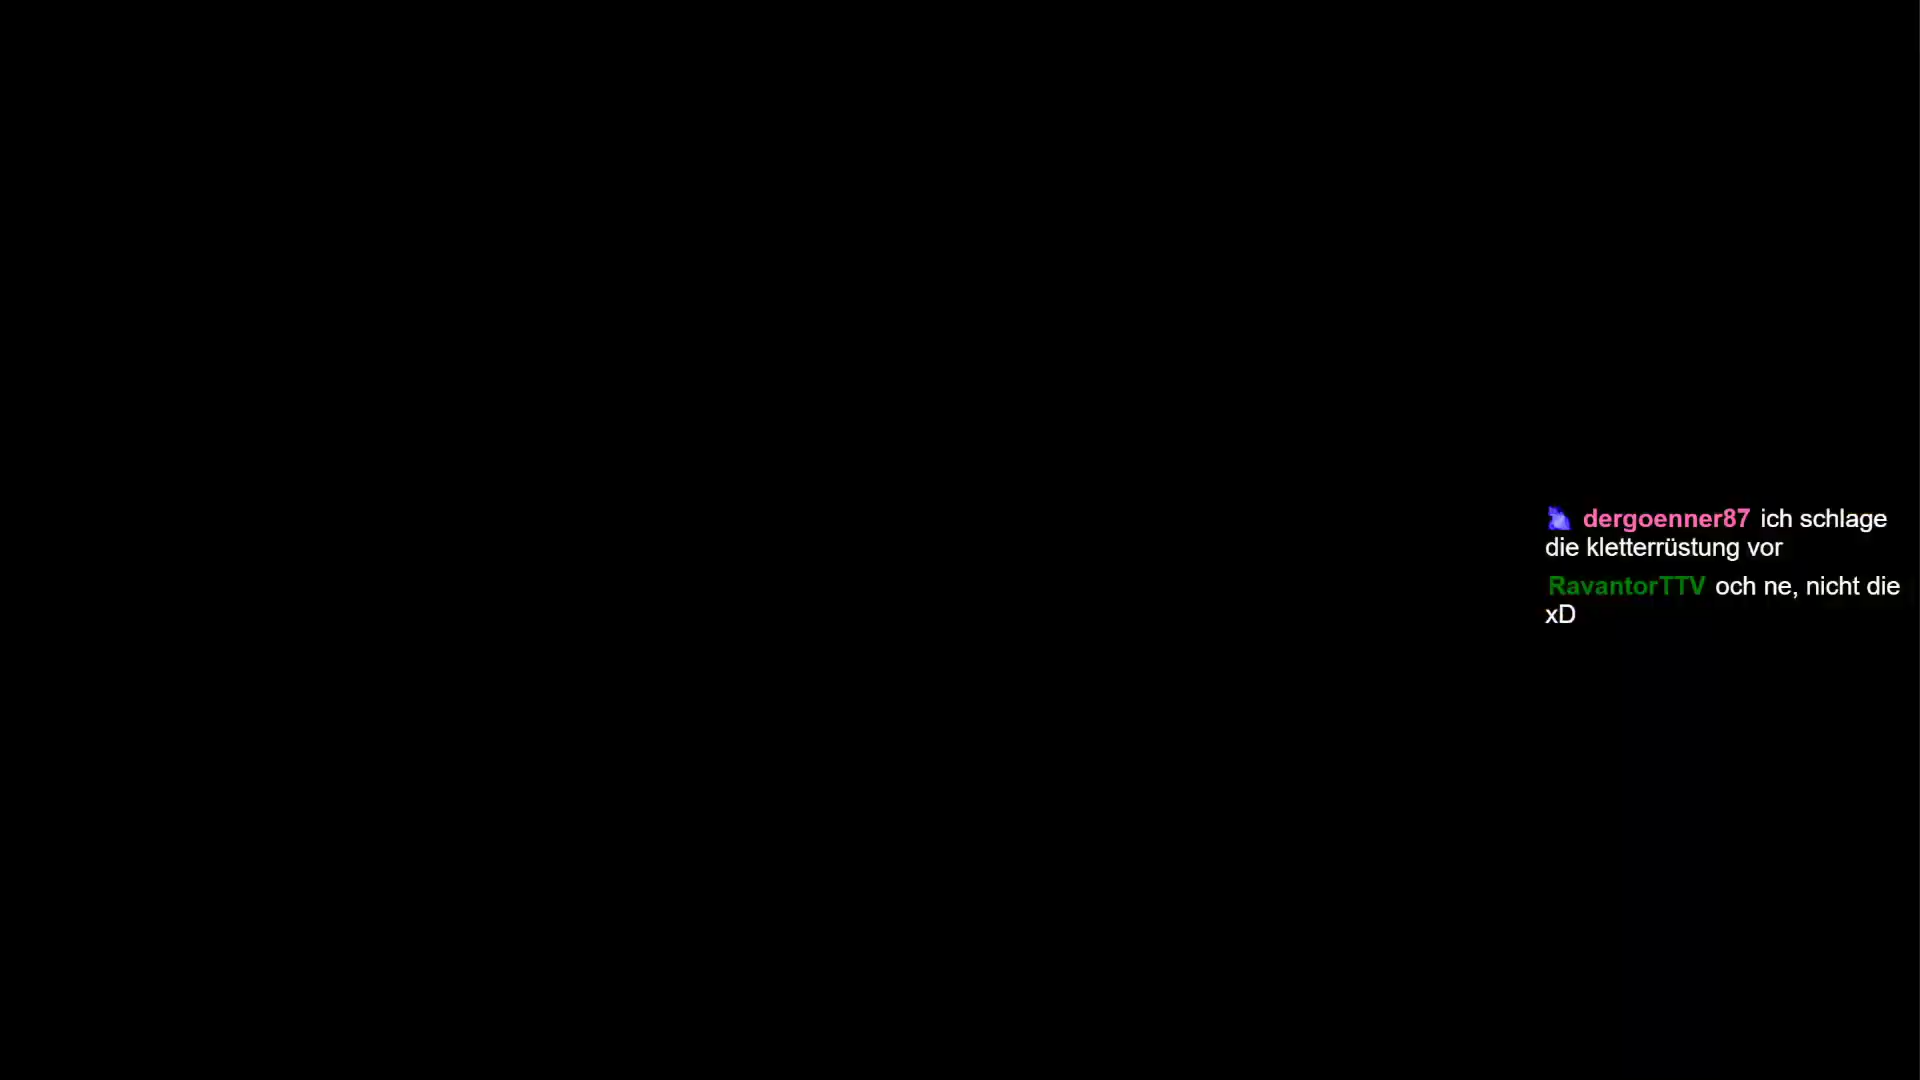 dergoenner87 ich schlage
die kletterrüstung vor
RavantorTTV och ne, nicht die
xD